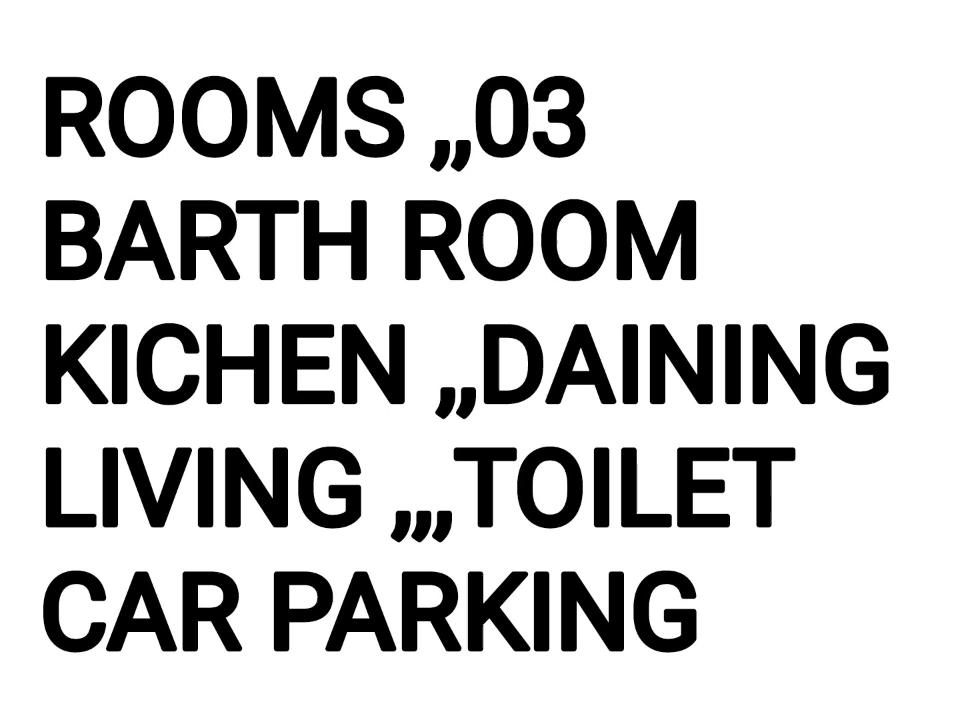 ROOMS ,,03
BARTH ROOM
KICHEN ,,DAINING
LIVING ,,,TOILET
CAR PARKING